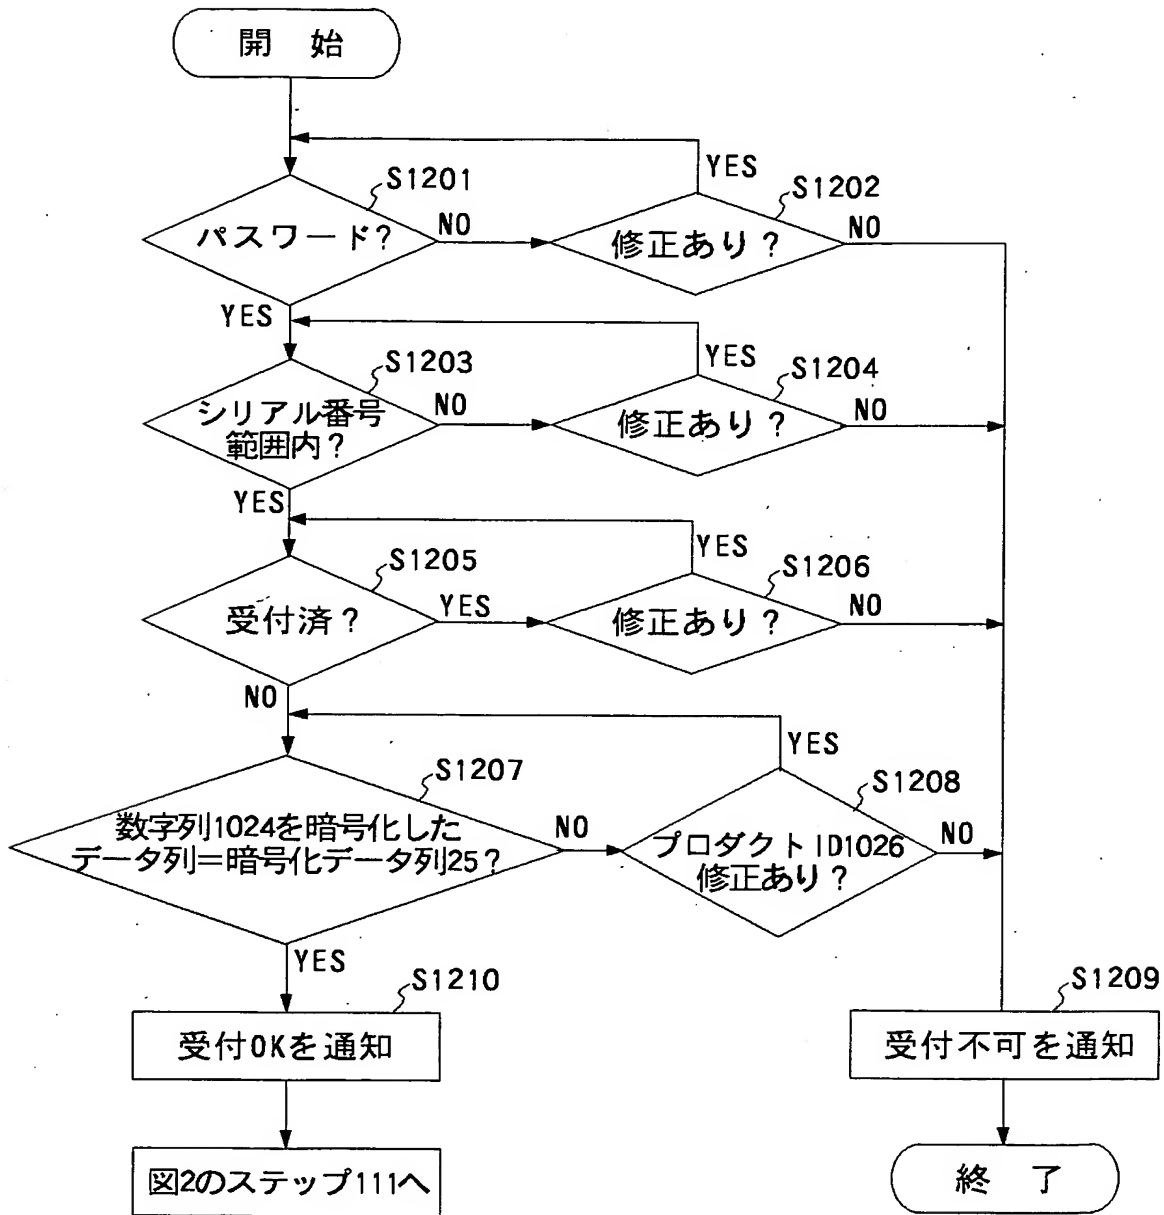 開 始
YES
S1201
S1202
パスワード?
NO
修正あり?
NO
YES
YES
S1203
S1204
シリアル番号
範囲内?
NO
修正あり?
NO
YES
YES
S1205
S1206
受付済?
YES
修正あり?
NO
NO
YES
S1207
S1208
数字列1024を暗号化した
データ列=暗号化データ列25?
NO
プロダクトID1026
修正あり?
NO
YES
S1210
S1209
受付OKを通知
受付不可を通知
図2のステップ111へ
終 了